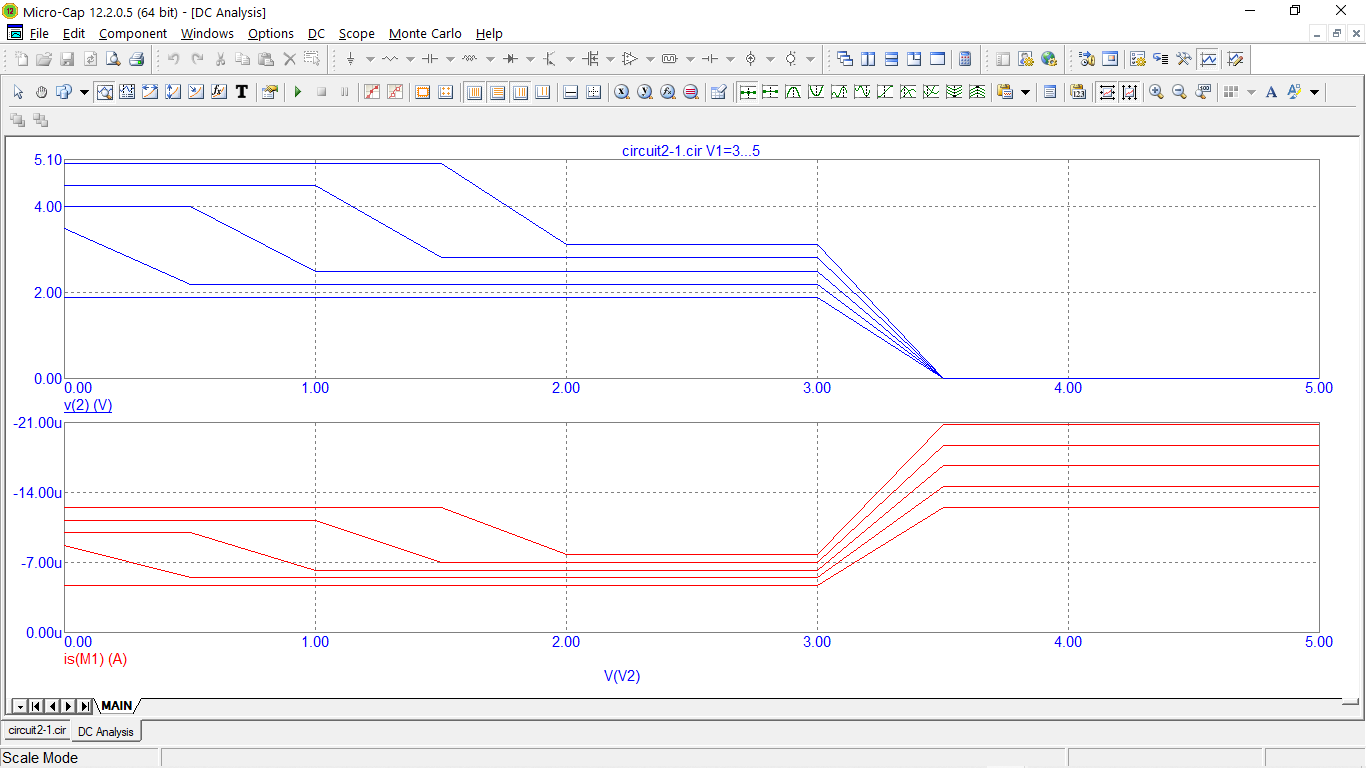 Micro-Cap 12.2.0.5 (64 bit) - [DC Analysis]
File Edit Component Windows Options DC Scope Monte Carlo Help
circuit2-1.cir V1=3...5
5.10
4.00
2.00
0.00
0.00 1.00 2.00 3.00 4.00 5.00
v(2) (V)
-21.00u
-14.00u
-7.00u
0.00u
0.00 1.00 2.00 3.00 4.00 5.00
is(M1) (A)
V(V2)
MAIN
circuit2-1.cir DC Analysis
Scale Mode